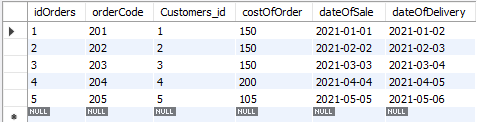 idOrders orderCode Customers_id costOfOrder dateOfSale dateOfDelivery
1 201 1 150 2021-01-01 2021-01-02
2 202 2 150 2021-02-02 2021-02-03
3 203 3 150 2021-03-03 2021-03-04
4 204 4 200 2021-04-04 2021-04-05
5 205 5 105 2021-05-05 2021-05-06
NULL NULL NULL NULL NULL NULL